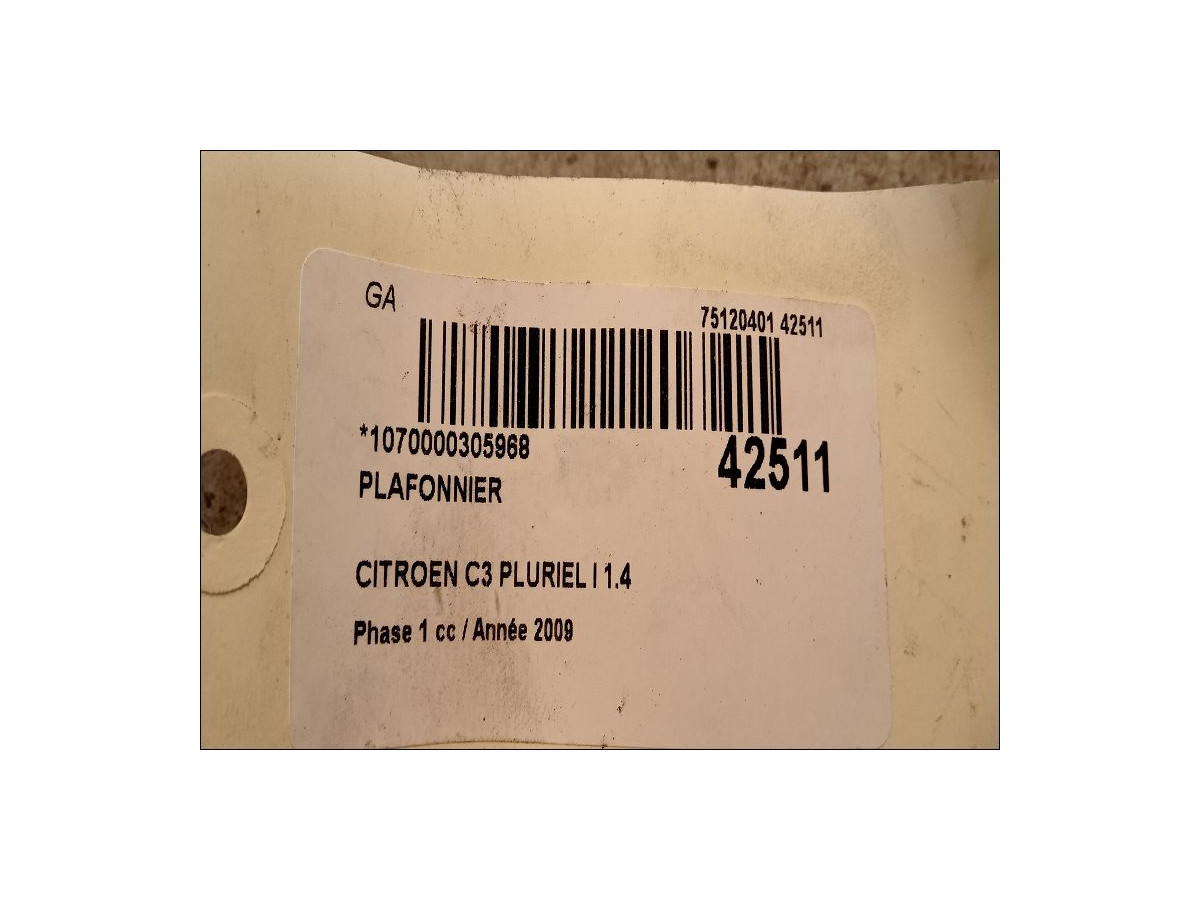 GA
75120401 42511
*1070000305968
42511
PLAFONNIER
CITROEN C3 PLURIEL I 1.4
Phase 1 cc / Année 2009